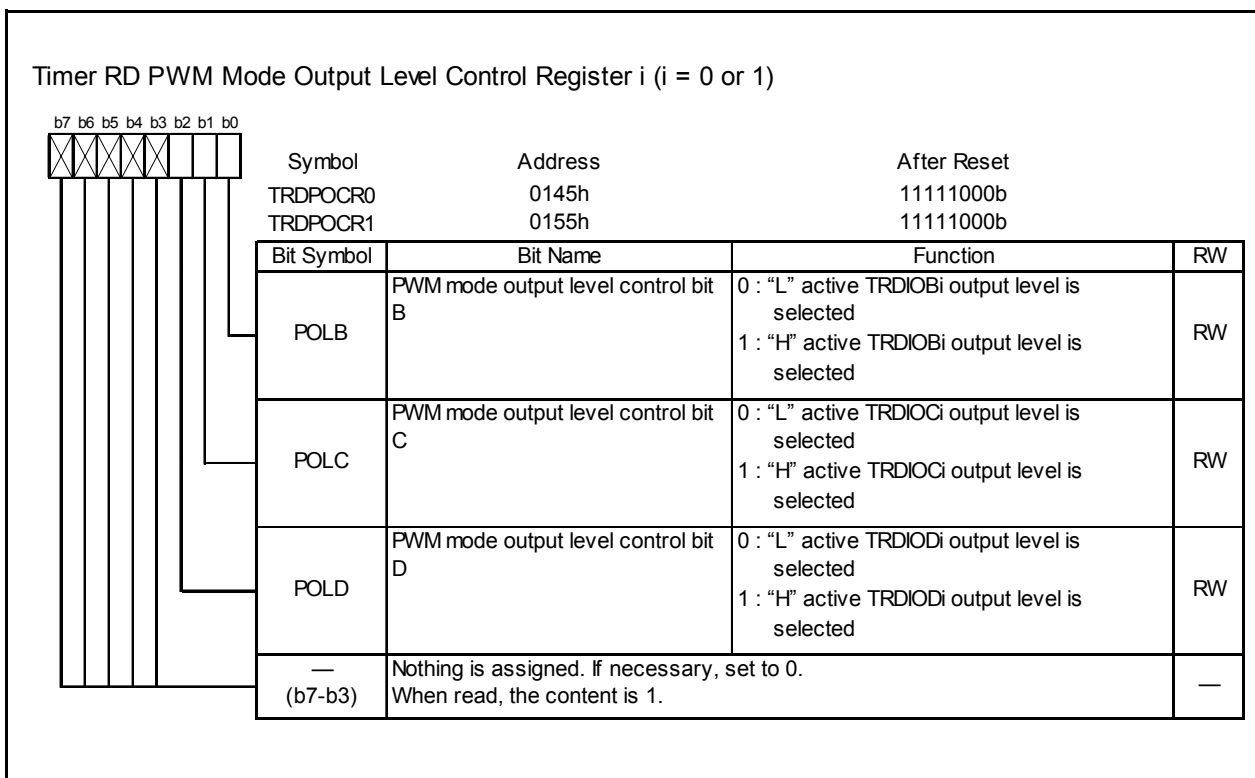 Timer RD PWM Mode Output Level Control Register i (i = 0 or 1)
b7 b6 b5 b4 b3 b2 b1 b0
Symbol Address After Reset
TRDPOCR0 0145h 11111000b
TRDPOCR1 0155h 11111000b
Bit Symbol Bit Name Function RW
POLB PWM mode output level control bit B 0 : “L” active TRDIOBi output level is RW
selected
1 : “H” active TRDIOBi output level is
selected
POLC PWM mode output level control bit C 0 : “L” active TRDIOCi output level is RW
selected
1 : “H” active TRDIOCi output level is
selected
POLD PWM mode output level control bit D 0 : “L” active TRDIODi output level is RW
selected
1 : “H” active TRDIODi output level is
selected
— Nothing is assigned. If necessary, set to 0. —
(b7-b3) When read, the content is 1.